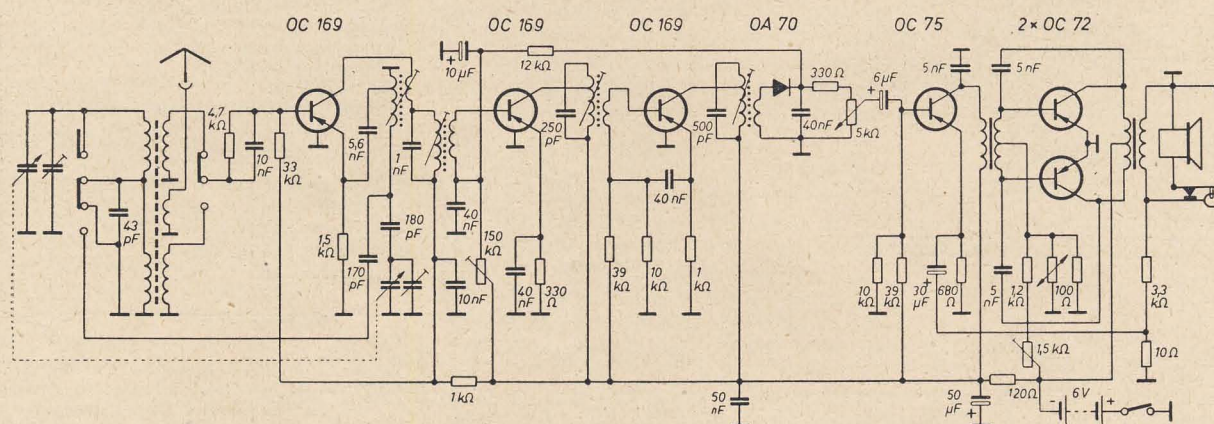 OC 169
OC 169
OC 169
OA 70
OC 75
2× OC 72
+
10 µF
12 kΩ
330 Ω
6 µF
+
5 nF
5 nF
4,7
kΩ
10
nF
33
kΩ
5,6
nF
1
nF
250
pF
500
pF
40 nF
5 kΩ
43
pF
40
nF
40
nF
180
pF
150
kΩ
1,5
kΩ
170
pF
10 nF
40
nF
330
Ω
39
kΩ
10
kΩ
1
kΩ
10
kΩ
39
kΩ
30
µF
+
680
Ω
5
nF
1,2
kΩ
100
Ω
3,3
kΩ
1,5 kΩ
10 Ω
1 kΩ
50
nF
50
µF
+
120Ω
-
6 V
+